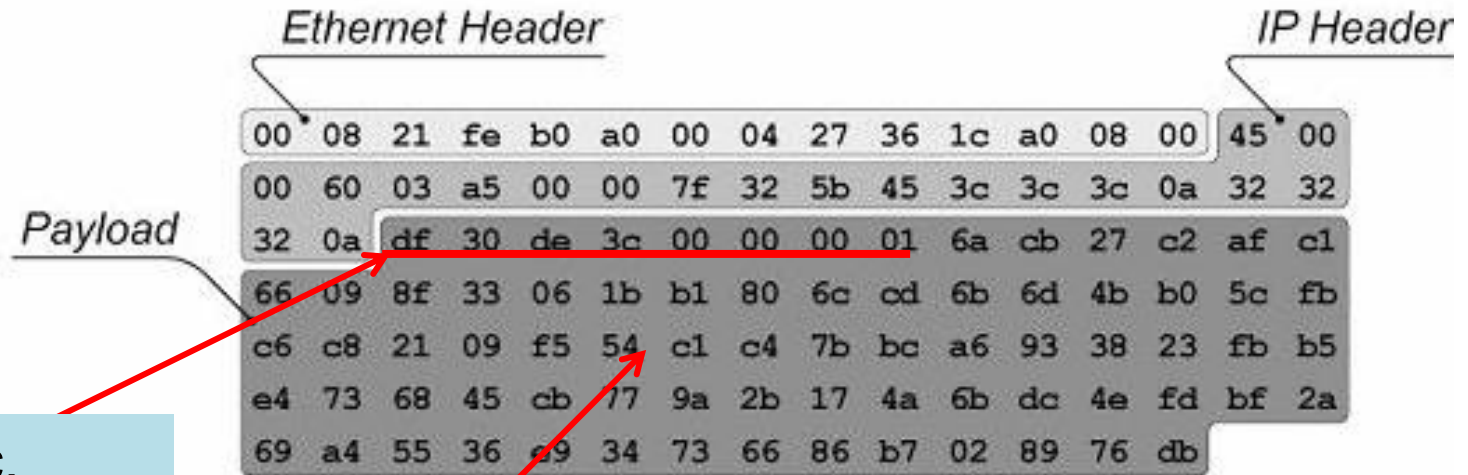 Ethernet Header
IP Header
00 08 21 fe b0 a0 00 04 27 36 1c a0 08 00 45 00
00 60 03 a5 00 00 7f 32 5b 45 3c 3c 3c 0a 32 32
Payload
32 0a df 30 de 3c 00 00 00 01 6a cb 27 c2 af c1
66 09 8f 33 06 1b b1 80 6c cd 6b 6d 4b b0 5c fb
c6 c8 21 09 f5 54 c1 c4 7b bc a6 93 38 23 fb b5
e4 73 68 45 cb 77 9a 2b 17 4a 6b dc 4e fd bf 2a
69 a4 55 36 e9 34 73 66 86 b7 02 89 76 db